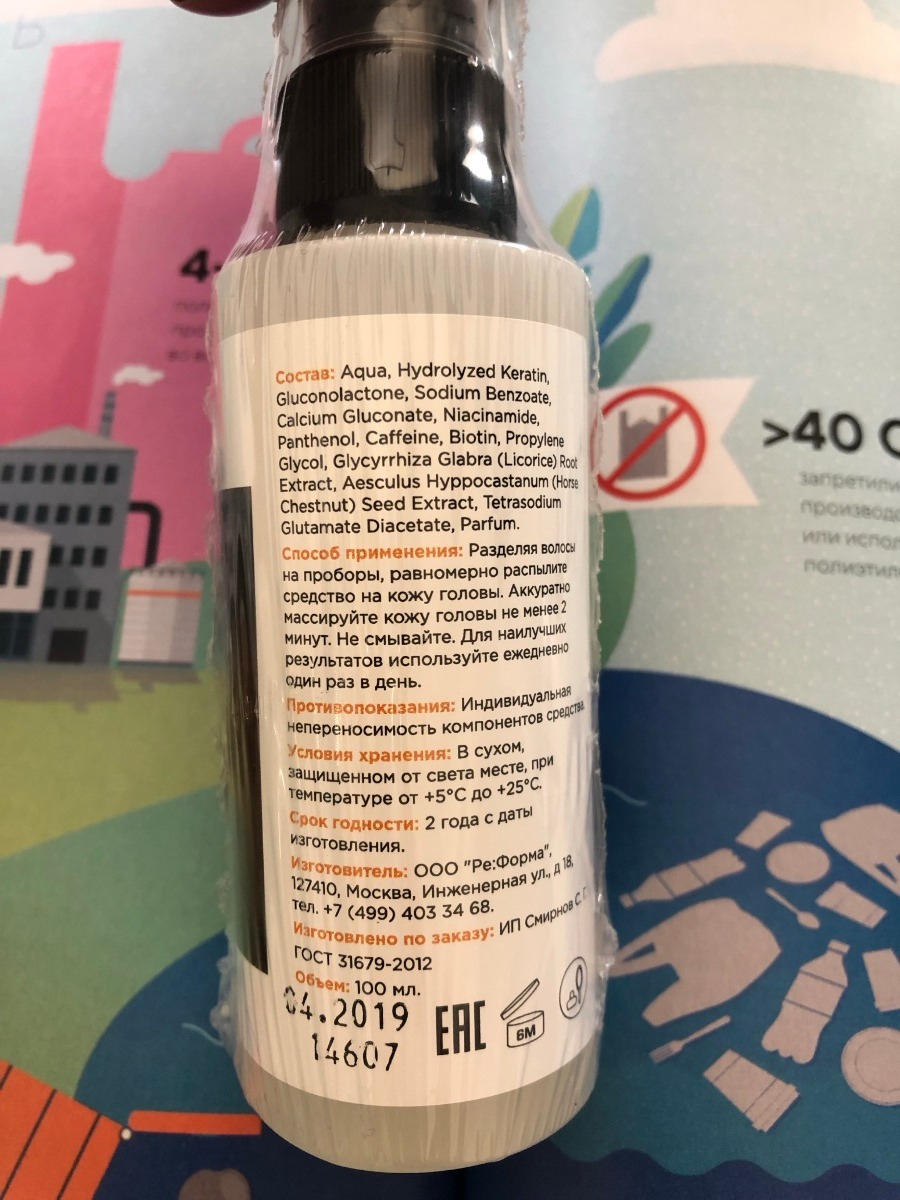 4-
Состав: Aqua, Hydrolyzed Keratin,
Gluconolactone, Sodium Benzoate,
Calcium Gluconate, Niacinamide,
Panthenol, Caffeine, Biotin, Propylene
Glycol, Glycyrrhiza Glabra (Licorice) Root
Extract, Aesculus Hyppocastanum (Horse
Chestnut) Seed Extract, Tetrasodium
Glutamate Diacetate, Parfum.
Способ применения: Разделяя волосы
на проборы, равномерно распылите
средство на кожу головы. Аккуратно
массируйте кожу головы не менее 2
минут. Не смывайте. Для наилучших
результатов используйте ежедневно
один раз в день.
Противопоказания: Индивидуальная
непереносимость компонентов средства.
Условия хранения: В сухом,
защищенном от света месте, при
температуре от +5°C до +25°C.
Срок годности: 2 года с даты
изготовления.
Изготовитель: ООО "Ре:Форма",
127410, Москва, Инженерная ул., д 18,
тел. +7 (499) 403 34 68.
Изготовлено по заказу: ИП Смирнов С. Г.
ГОСТ 31679-2012
Объем: 100 мл.
04.2019
14607
EAC
6M
>40
запретили
или